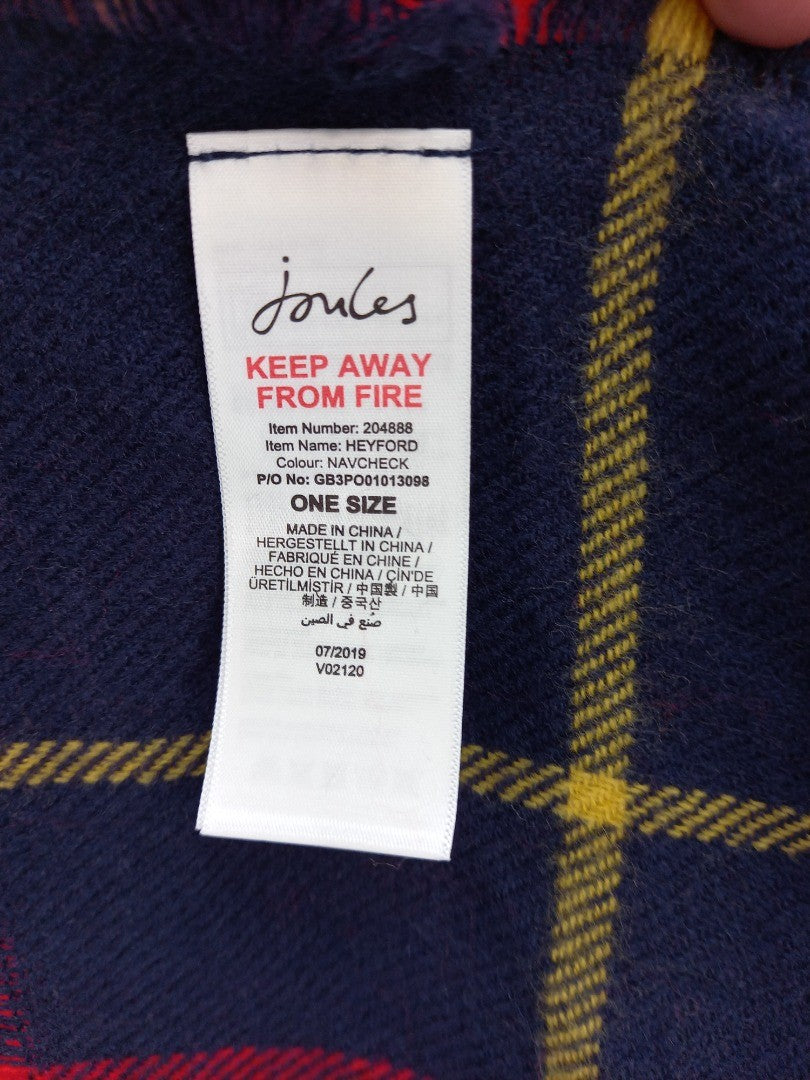 Joules
KEEP AWAY
FROM FIRE
Item Number: 204888
Item Name: HEYFORD
Colour: NAVCHECK
P/O No: GB3PO01013098
ONE SIZE
MADE IN CHINA /
HERGESTELLT IN CHINA /
FABRIQUÉ EN CHINE /
HECHO EN CHINA / ÇIN'DE
ÜRETİLMİŞTİR / 中国製 / 中国
制造 / 중국산
صُنع في الصين
07/2019
V02120